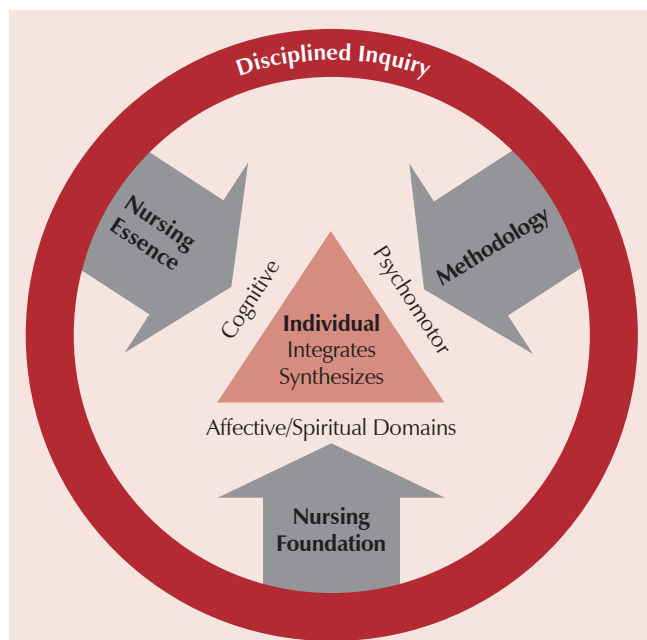 Disciplined Inquiry
Nursing
Essence
Methodology
Cognitive
Psychomotor
Individual
Integrates
Synthesizes
Affective/Spiritual Domains
Nursing
Foundation